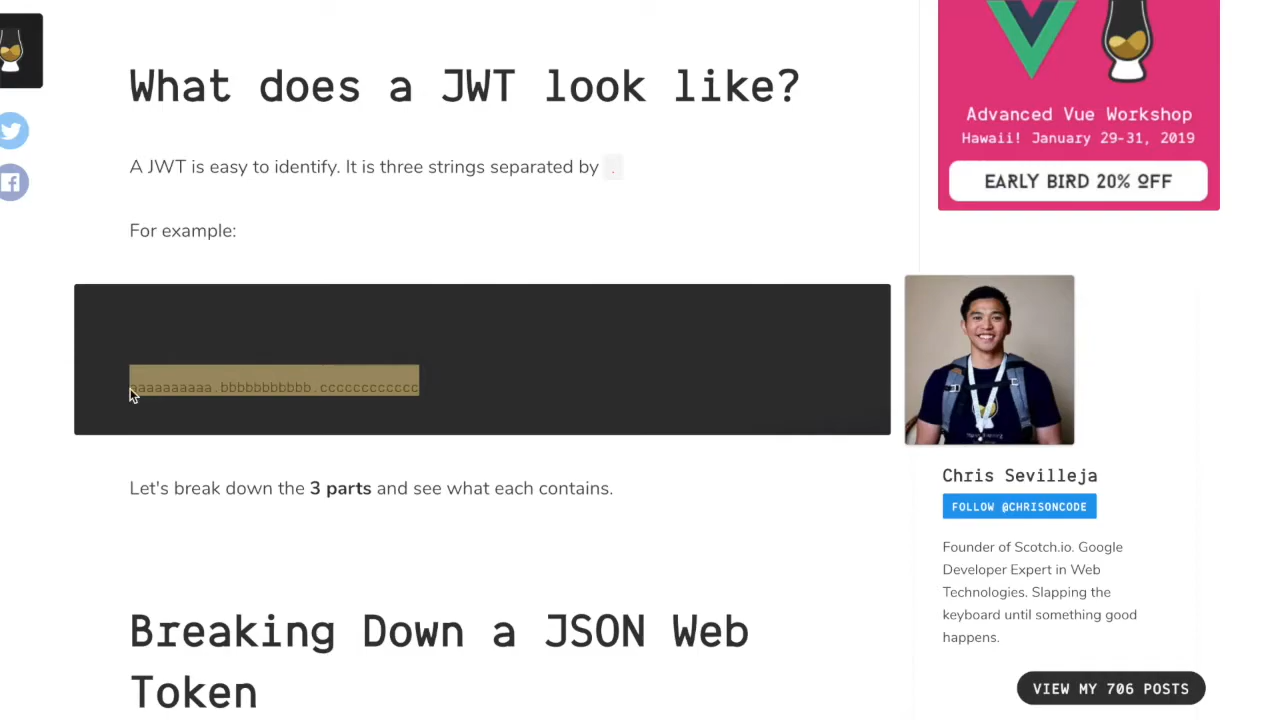 What does a JWT look like?
A JWT is easy to identify. It is three strings separated by .
For example:
aaaaaaaaaa.bbbbbbbbbbb.cccccccccccc
Let's break down the 3 parts and see what each contains.
Breaking Down a JSON Web
Token
Advanced Vue Workshop
Hawaii! January 29-31, 2019
EARLY BIRD 20% OFF
Chris Sevilleja
FOLLOW @CHRISONCODE
Founder of Scotch.io. Google
Developer Expert in Web
Technologies. Slapping the
keyboard until something good
happens.
VIEW MY 706 POSTS